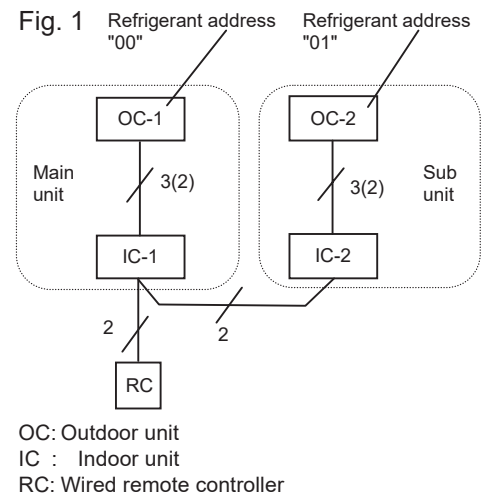 Fig. 1
Refrigerant address
"00"
Refrigerant address
"01"
OC-1
OC-2
Main
unit
3(2)
3(2)
Sub
unit
IC-1
IC-2
2
2
RC
OC: Outdoor unit
IC : Indoor unit
RC: Wired remote controller